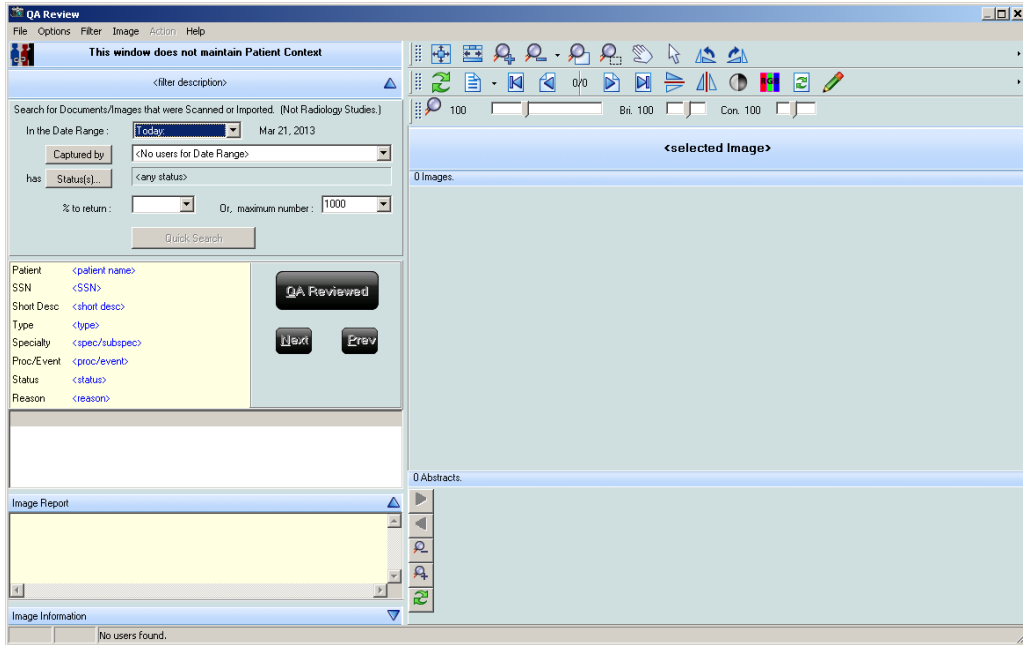 QA Review
File Options Filter Image Action Help
This window does not maintain Patient Context
<filter description>
Search for Documents/Images that were Scanned or Imported. (Not Radiology Studies.)
In the Date Range : Today: Mar 21, 2013
Captured by <No users for Date Range>
has Status(s)... <any status>
% to return : Or, maximum number : 1000
Quick Search
Patient <patient name>
SSN <SSN>
Short Desc <short desc>
Type <type>
Specialty <spec/subspec>
Proc/Event <proc/event>
Status <status>
Reason <reason>
QA Reviewed
Next Prev
Image Report
Image Information
No users found.
0/0
RGB
100 Bri. 100 Con. 100
<selected Image>
0 Images.
0 Abstracts.